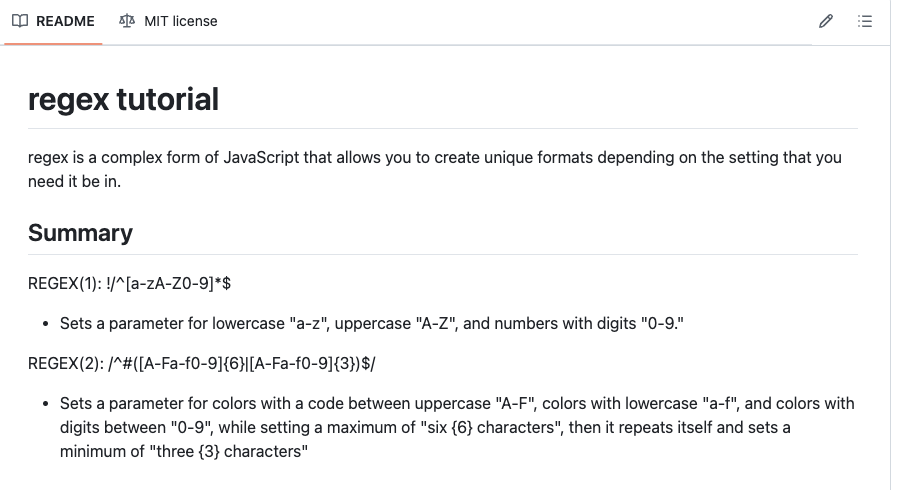 README MIT license
regex tutorial
regex is a complex form of JavaScript that allows you to create unique formats depending on the setting that you
need it be in.
Summary
REGEX(1): !/^[a-zA-Z0-9]*$
• Sets a parameter for lowercase "a-z", uppercase "A-Z", and numbers with digits "0-9."
REGEX(2): /^#([A-Fa-f0-9]{6}|[A-Fa-f0-9]{3})$/
• Sets a parameter for colors with a code between uppercase "A-F", colors with lowercase "a-f", and colors with
digits between "0-9", while setting a maximum of "six {6} characters", then it repeats itself and sets a
minimum of "three {3} characters"